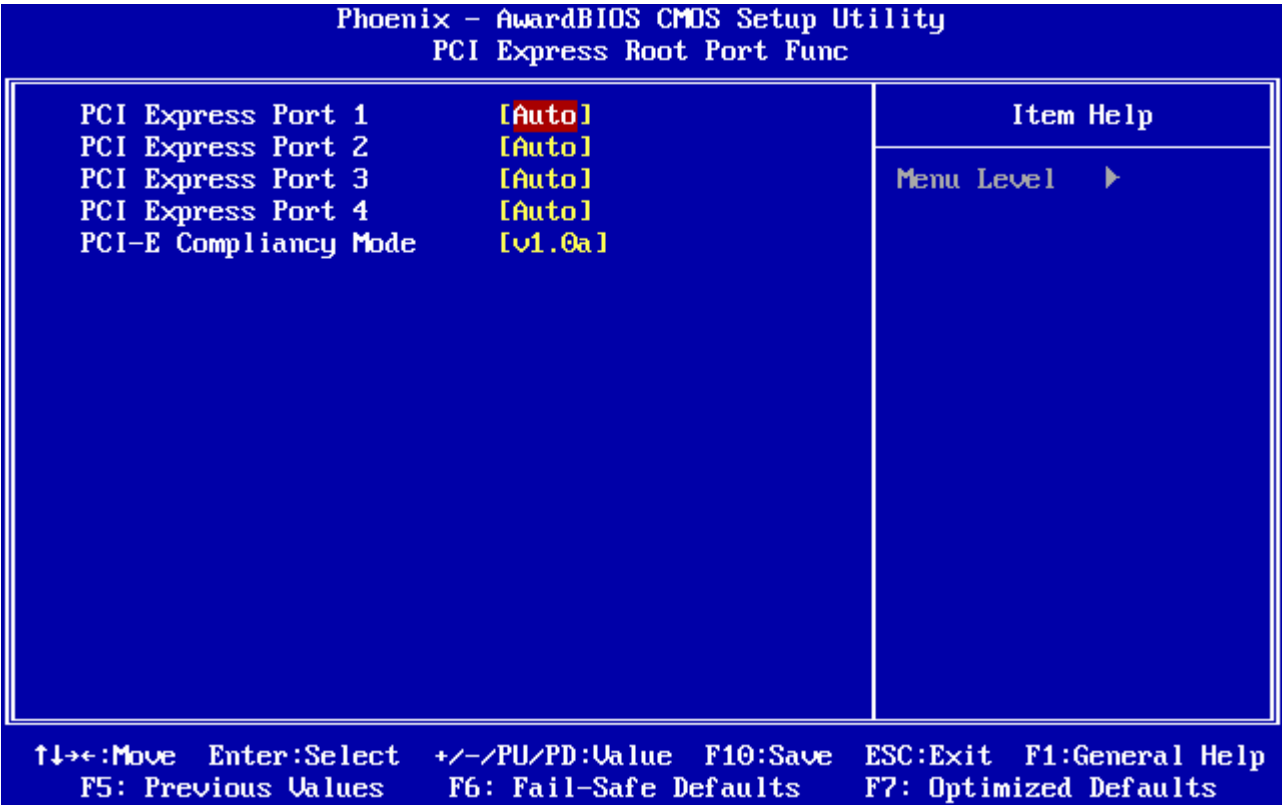 Phoenix - AwardBIOS CMOS Setup Utility
PCI Express Root Port Func
PCI Express Port 1 [Auto]
PCI Express Port 2 [Auto]
PCI Express Port 3 [Auto]
PCI Express Port 4 [Auto]
PCI-E Compliancy Mode [v1.0a]
Item Help
Menu Level ▶
↑↓→←:Move Enter:Select +/-/PU/PD:Value F10:Save ESC:Exit F1:General Help
F5: Previous Values F6: Fail-Safe Defaults F7: Optimized Defaults